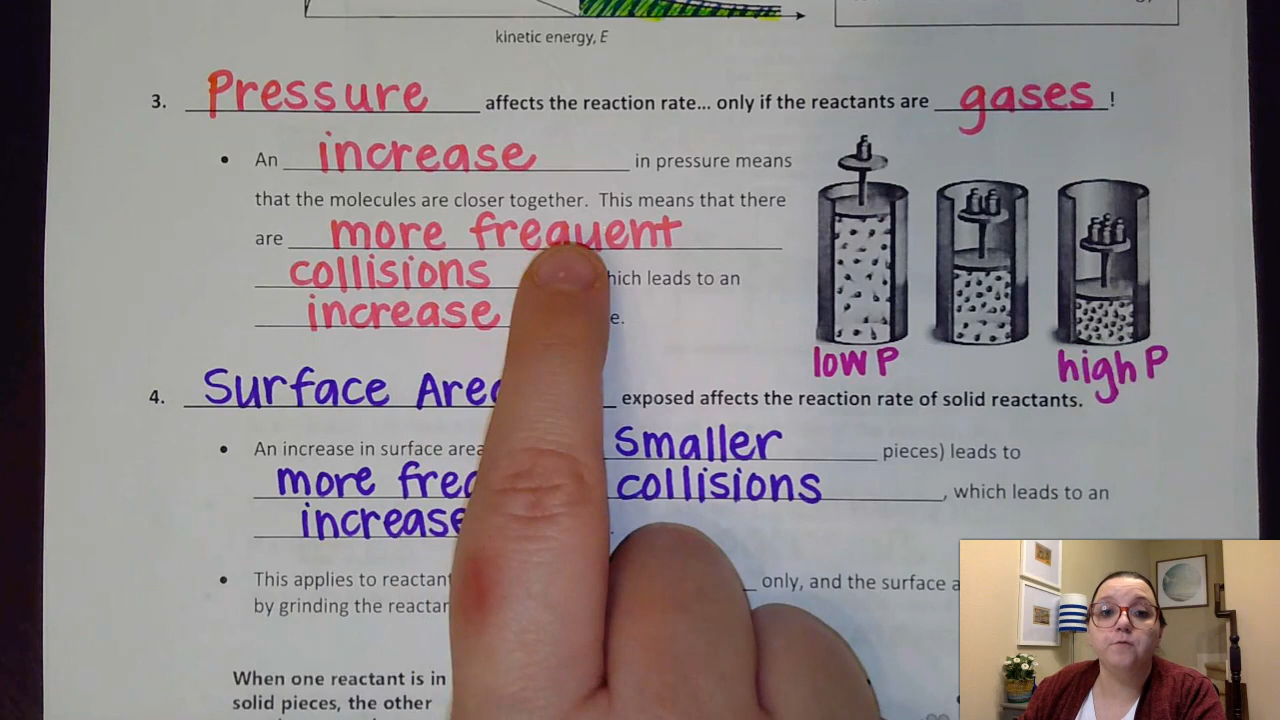 kinetic energy, E
3. Pressure affects the reaction rate... only if the reactants are gases!
• An increase in pressure means
that the molecules are closer together. This means that there
are more frequent
collisions hich leads to an
increase e.
low P high P
4. Surface Area exposed affects the reaction rate of solid reactants.
• An increase in surface area smaller pieces) leads to
more freq collisions, which leads to an
increase
• This applies to reactant only, and the surface a
by grinding the reactar
When one reactant is in
solid pieces, the other